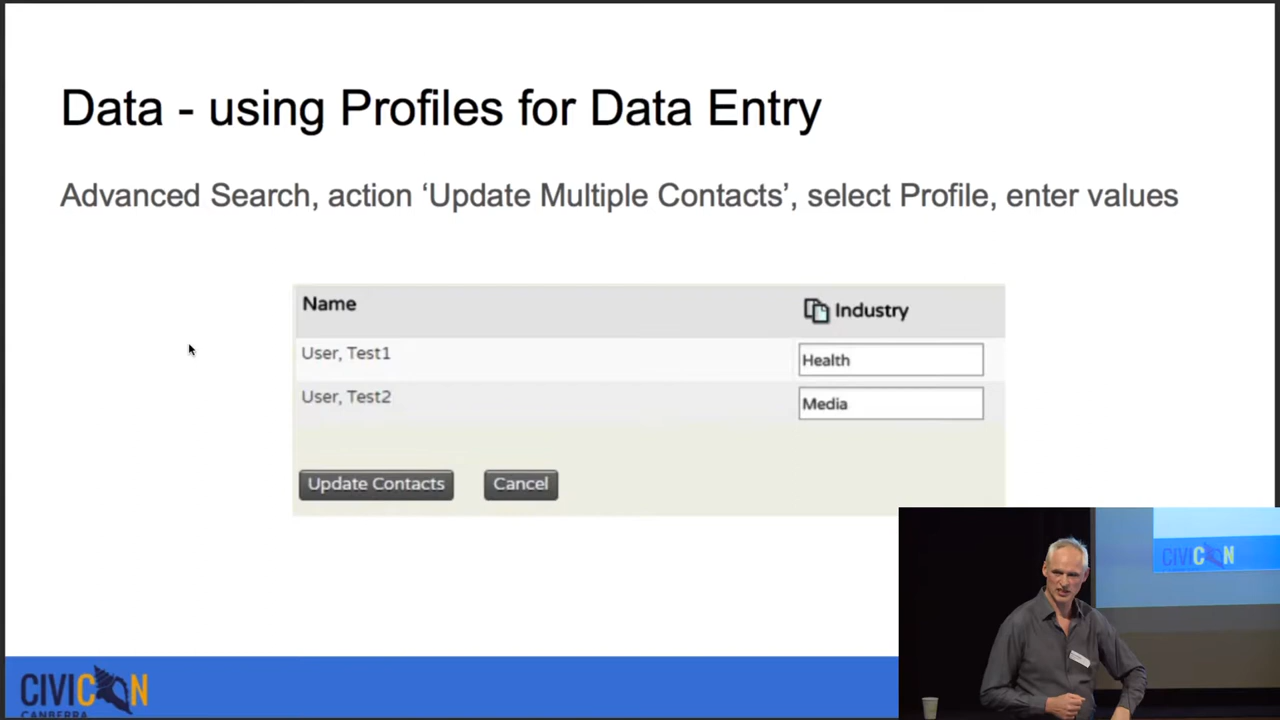 Data - using Profiles for Data Entry
Advanced Search, action ‘Update Multiple Contacts’, select Profile, enter values
Name
Industry
User, Test1
Health
User, Test2
Media
Update Contacts
Cancel
CIVICON
CIVICON
CANBERRA